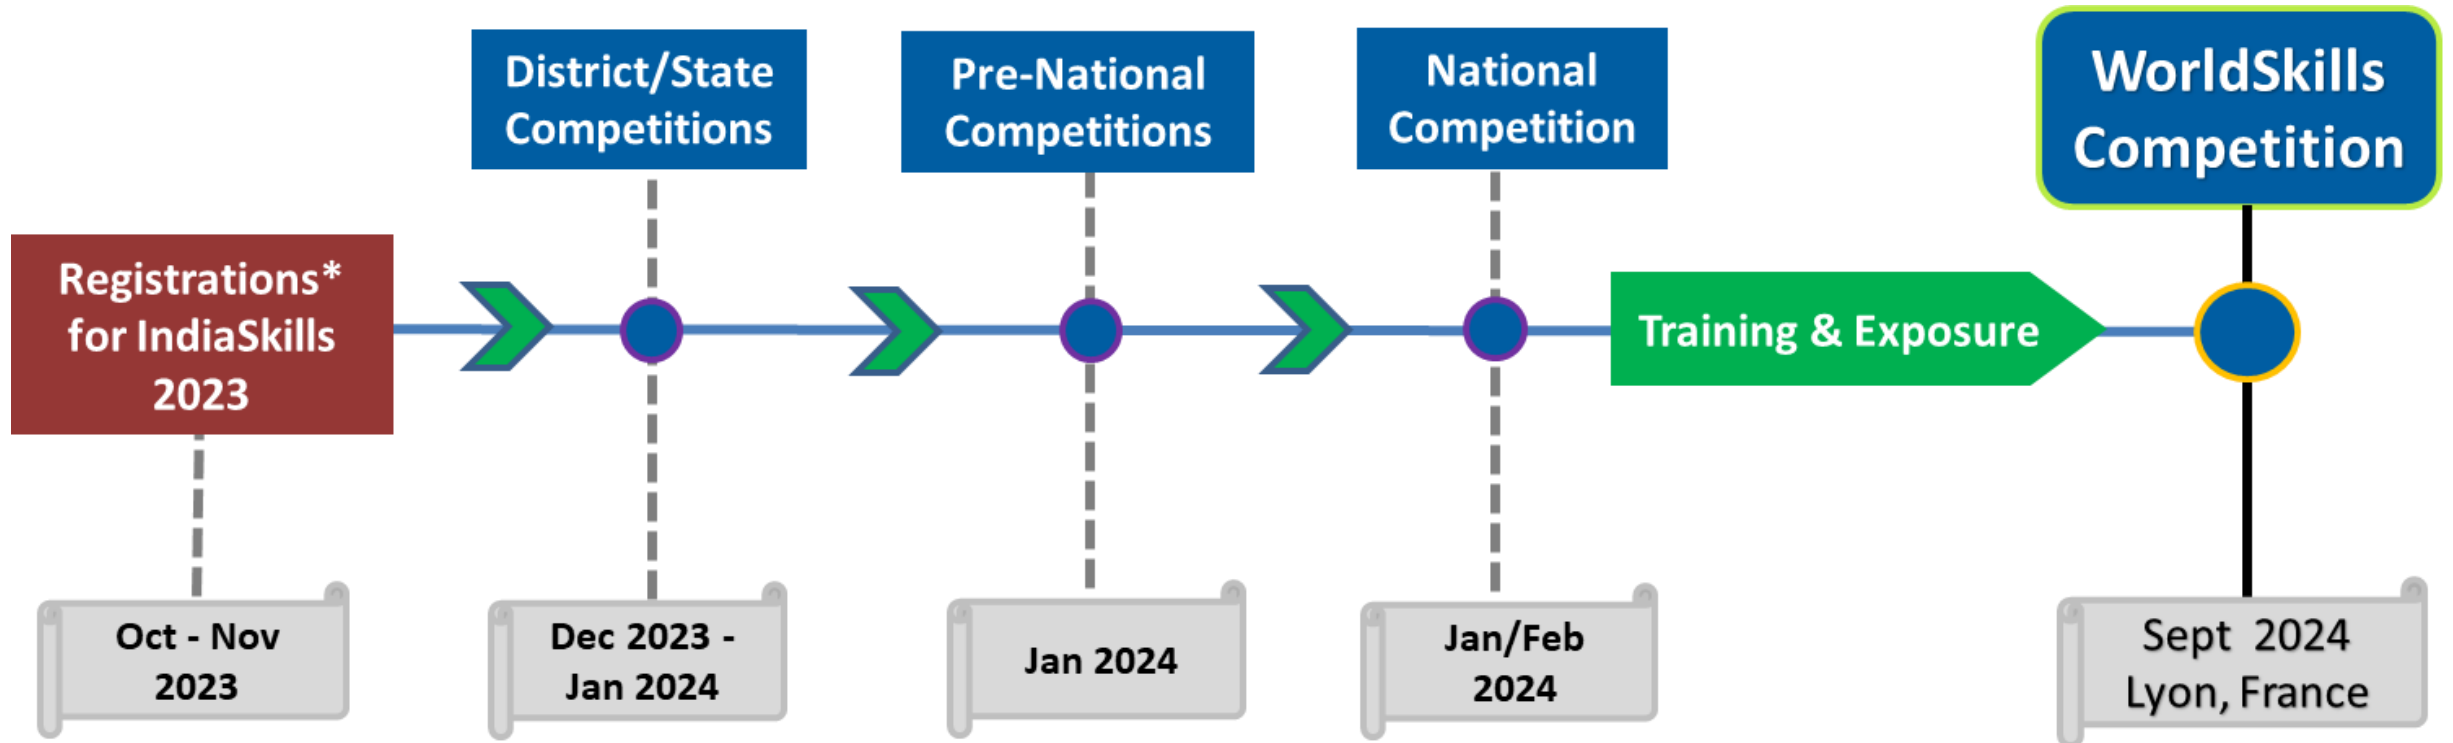 District/State
Competitions
Pre-National
Competitions
National
Competition
WorldSkills
Competition
Registrations*
for IndiaSkills
2023
Training & Exposure
Oct - Nov
2023
Dec 2023 -
Jan 2024
Jan 2024
Jan/Feb
2024
Sept 2024
Lyon, France